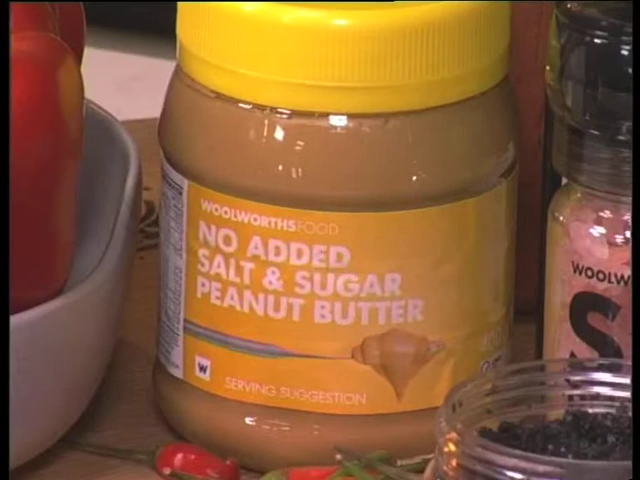 WOOLWORTHSFOOD
NO ADDED
SALT & SUGAR
PEANUT BUTTER
W
SERVING SUGGESTION
WOOLW
S